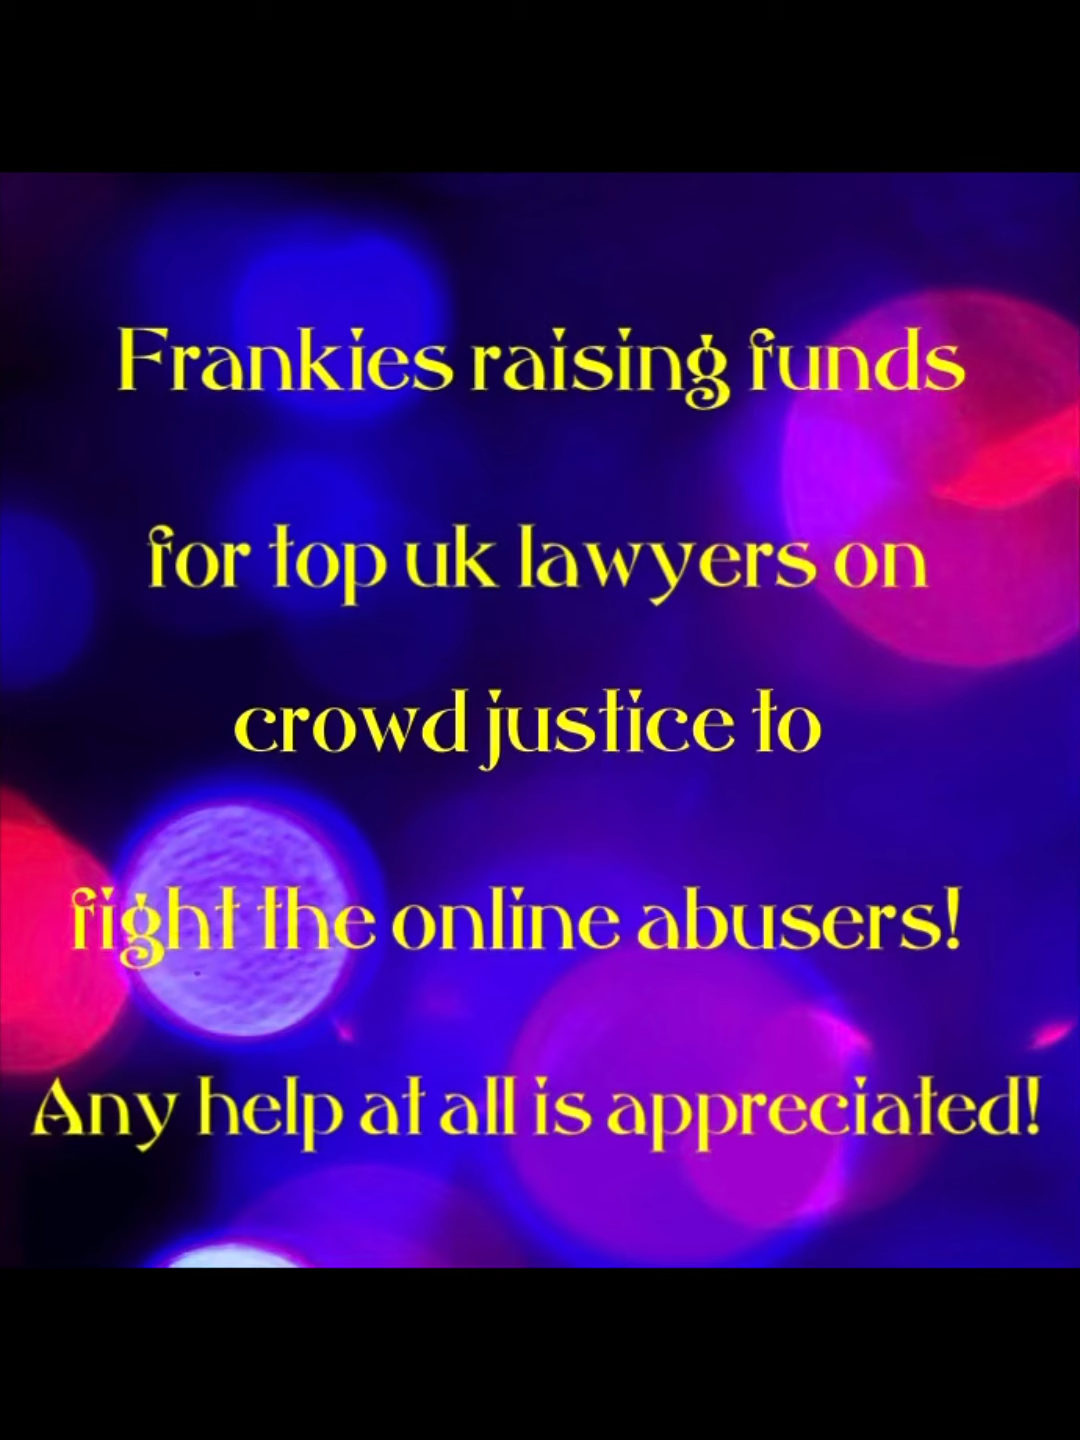 Frankies raising funds
for top uk lawyers on
crowd justice to
fight the online abusers!
Any help at all is appreciated!